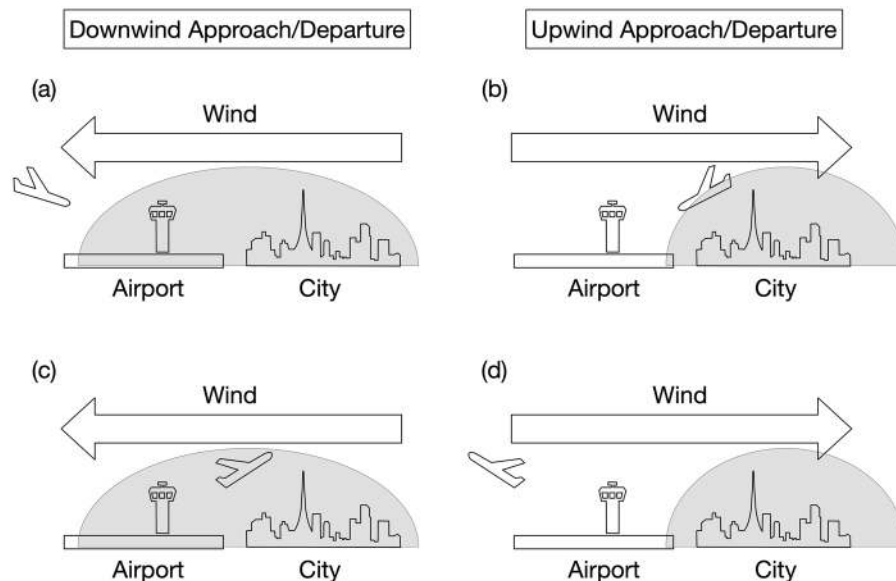 Downwind Approach/Departure
Upwind Approach/Departure
(a)
Wind
Airport
City
(b)
Wind
Airport
City
(c)
Wind
Airport
City
(d)
Wind
Airport
City